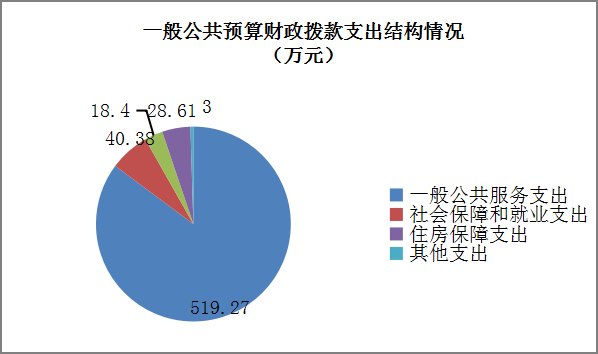 一般公共预算财政拨款支出结构情况
（万元）
18.4
28.61
3
40.38
519.27
一般公共服务支出
社会保障和就业支出
住房保障支出
其他支出